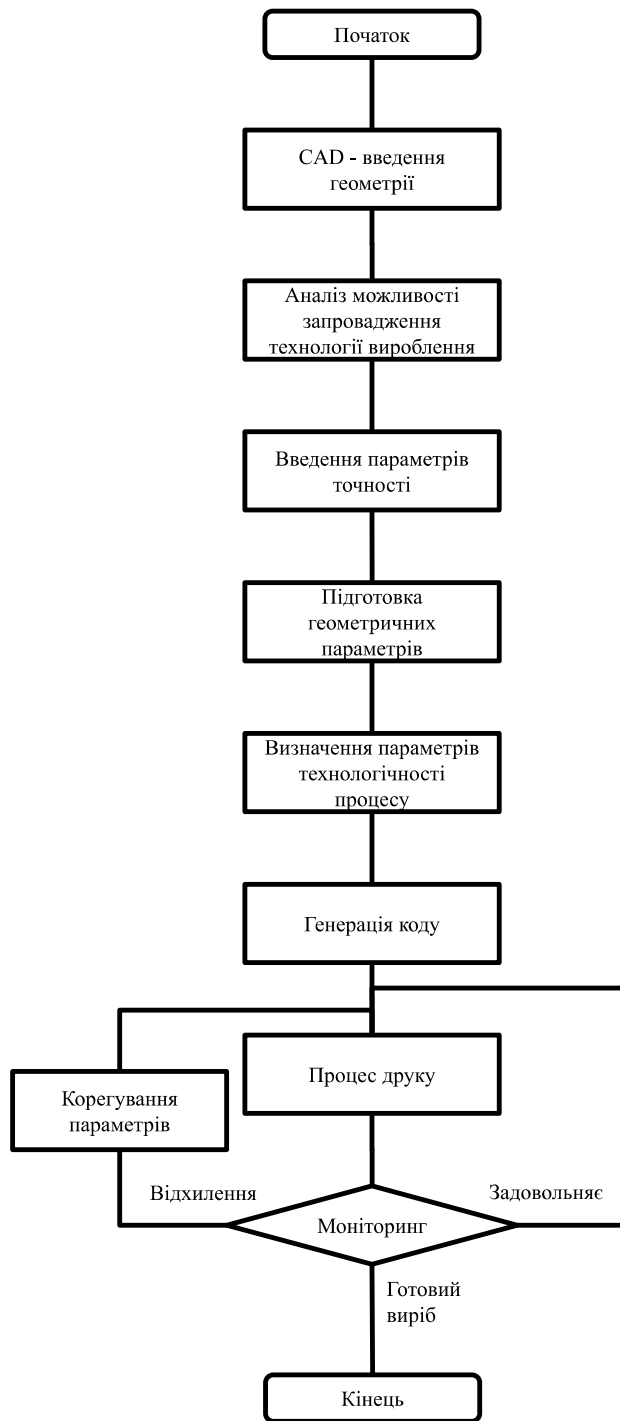 Початок
CAD - введення
геометрії
Аналіз можливості
запровадження
технології вироблення
Введення параметрів
точності
Підготовка
геометричних
параметрів
Визначення параметрів
технологічності
процесу
Генерація коду
Процес друку
Корегування
параметрів
Відхилення
Задовольняє
Моніторинг
Готовий
виріб
Кінець